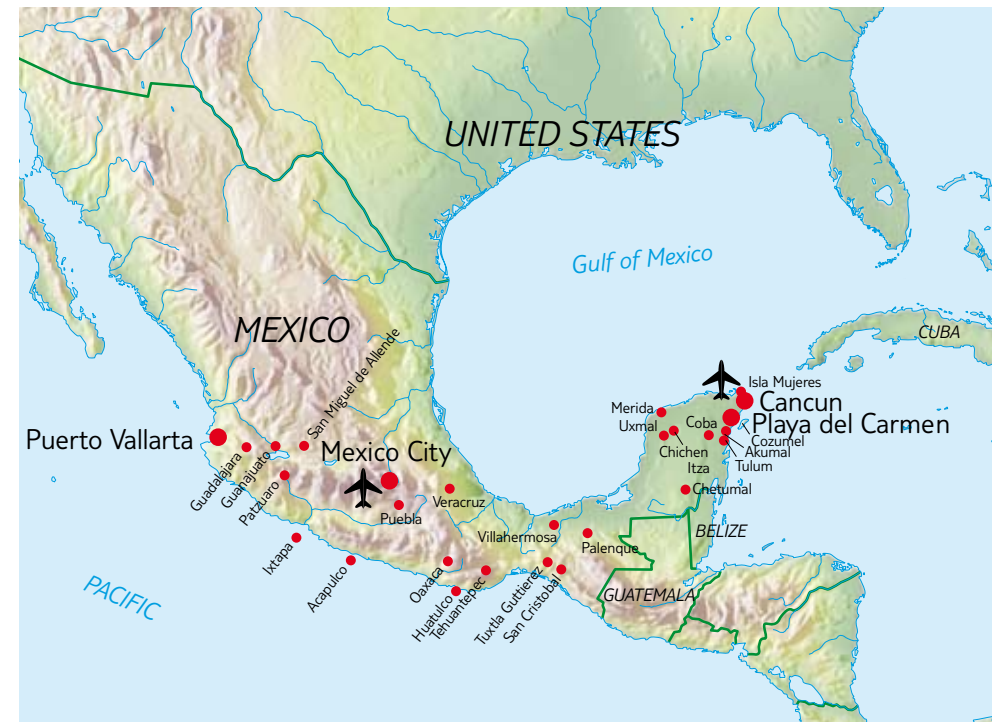 UNITED STATES
Gulf of Mexico
MEXICO
CUBA
San Miguel de Allende
Isla Mujeres
Cancun
Merida
Playa del Carmen
Uxmal
Coba
Cozumel
Puerto Vallarta
Mexico City
Chichen
Itza
Akumal
Tulum
Guadalajara
Guanajuato
Patzuaro
Veracruz
Chetumal
Puebla
Villahermosa
Palenque
BELIZE
Ixtapa
Acapulco
Oaxaca
Huatulco
Tehuantepec
Tuxtla Guttierez
San Cristobal
GUATEMALA
PACIFIC